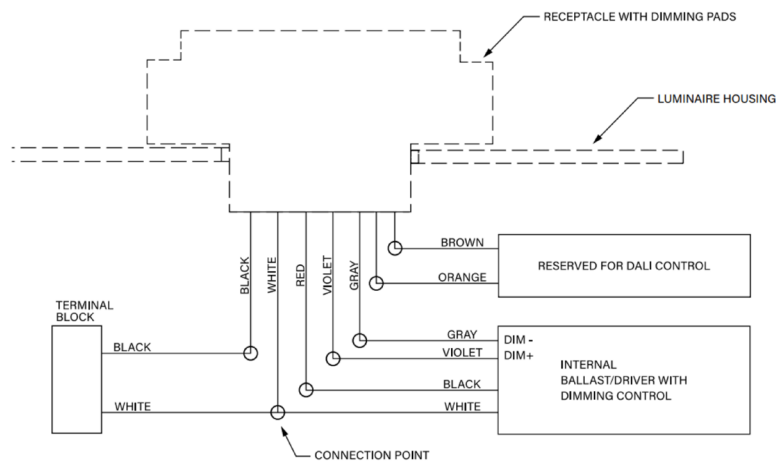 RECEPTACLE WITH DIMMING PADS
LUMINAIRE HOUSING
BLACK
WHITE
RED
VIOLET
GRAY
BROWN
ORANGE
RESERVED FOR DALI CONTROL
TERMINAL
BLOCK
BLACK
WHITE
GRAY
VIOLET
BLACK
WHITE
DIM -
DIM+
INTERNAL
BALLAST/DRIVER WITH
DIMMING CONTROL
CONNECTION POINT